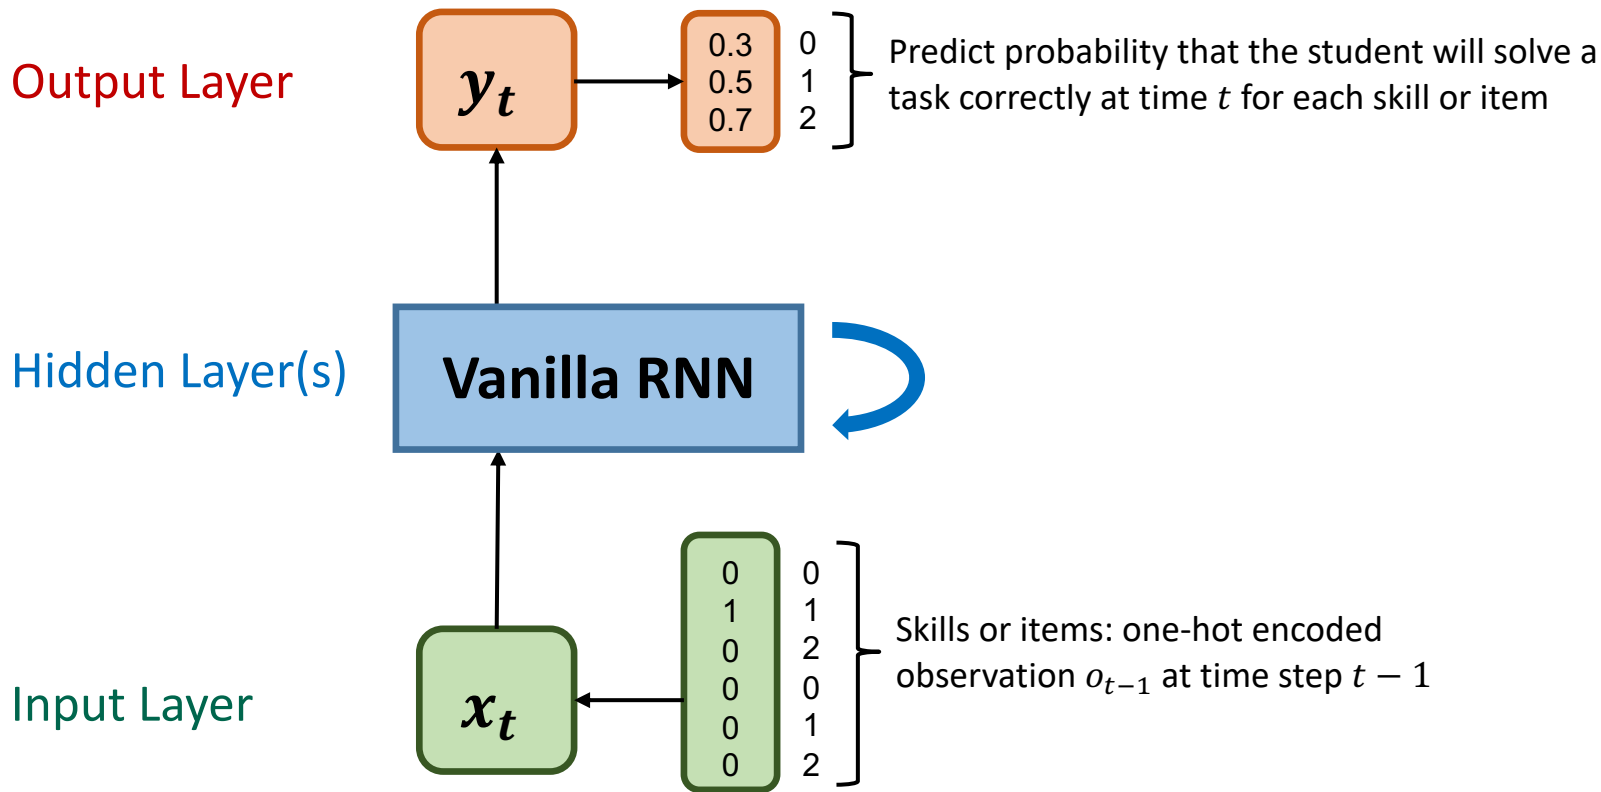 Output Layer
y_t
0.3
0.5
0.7
0
1
2
Predict probability that the student will solve a
task correctly at time t for each skill or item
Hidden Layer(s)
Vanilla RNN
Input Layer
x_t
0
1
0
0
0
0
0
1
2
0
1
2
Skills or items: one-hot encoded
observation o_{t−1} at time step t − 1